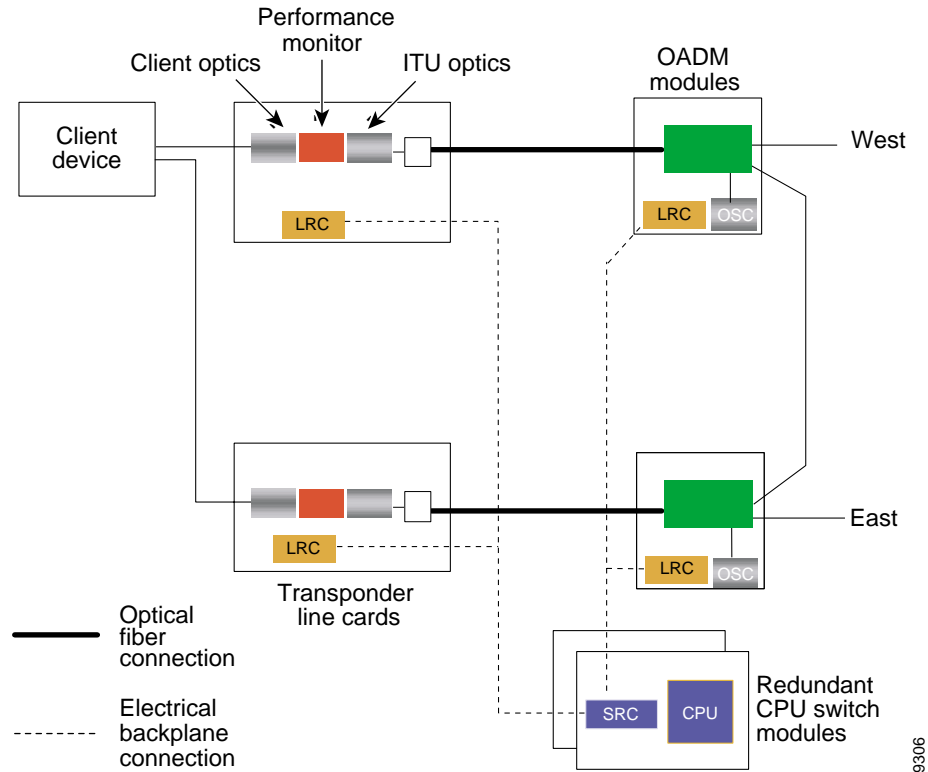 Performance
monitor
Client optics
ITU optics
OADM
modules
Client
device
West
LRC
LRC
OSC
East
LRC
LRC
OSC
Transponder
line cards
Optical
fiber
connection
Electrical
backplane
connection
SRC
CPU
Redundant
CPU switch
modules
9306